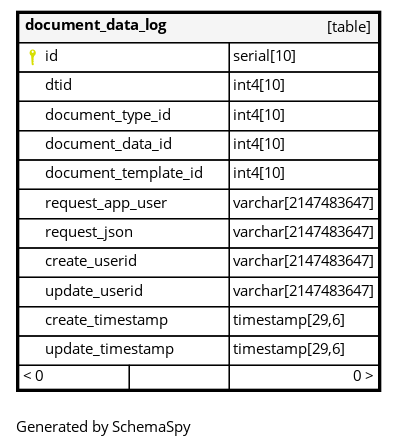 document_data_log [table]
id serial[10]
dtid int4[10]
document_type_id int4[10]
document_data_id int4[10]
document_template_id int4[10]
request_app_user varchar[2147483647]
request_json varchar[2147483647]
create_userid varchar[2147483647]
update_userid varchar[2147483647]
create_timestamp timestamp[29,6]
update_timestamp timestamp[29,6]
< 0 0 >
Generated by SchemaSpy